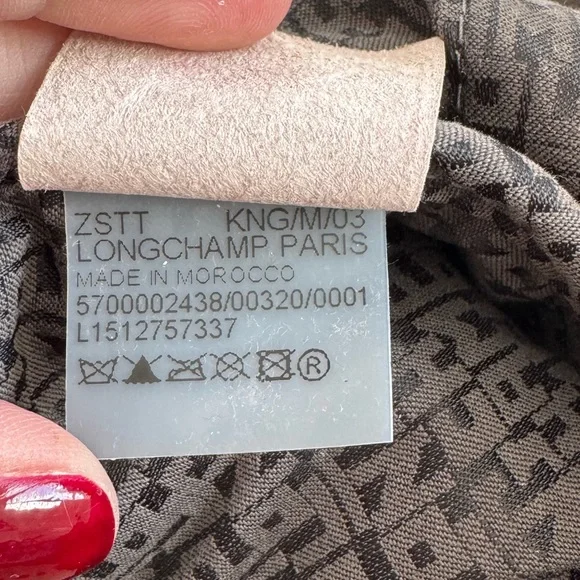 ZSTT KNG/M/03
LONGCHAMP PARIS
MADE IN MOROCCO
5700002438/00320/0001
L1512757337
®